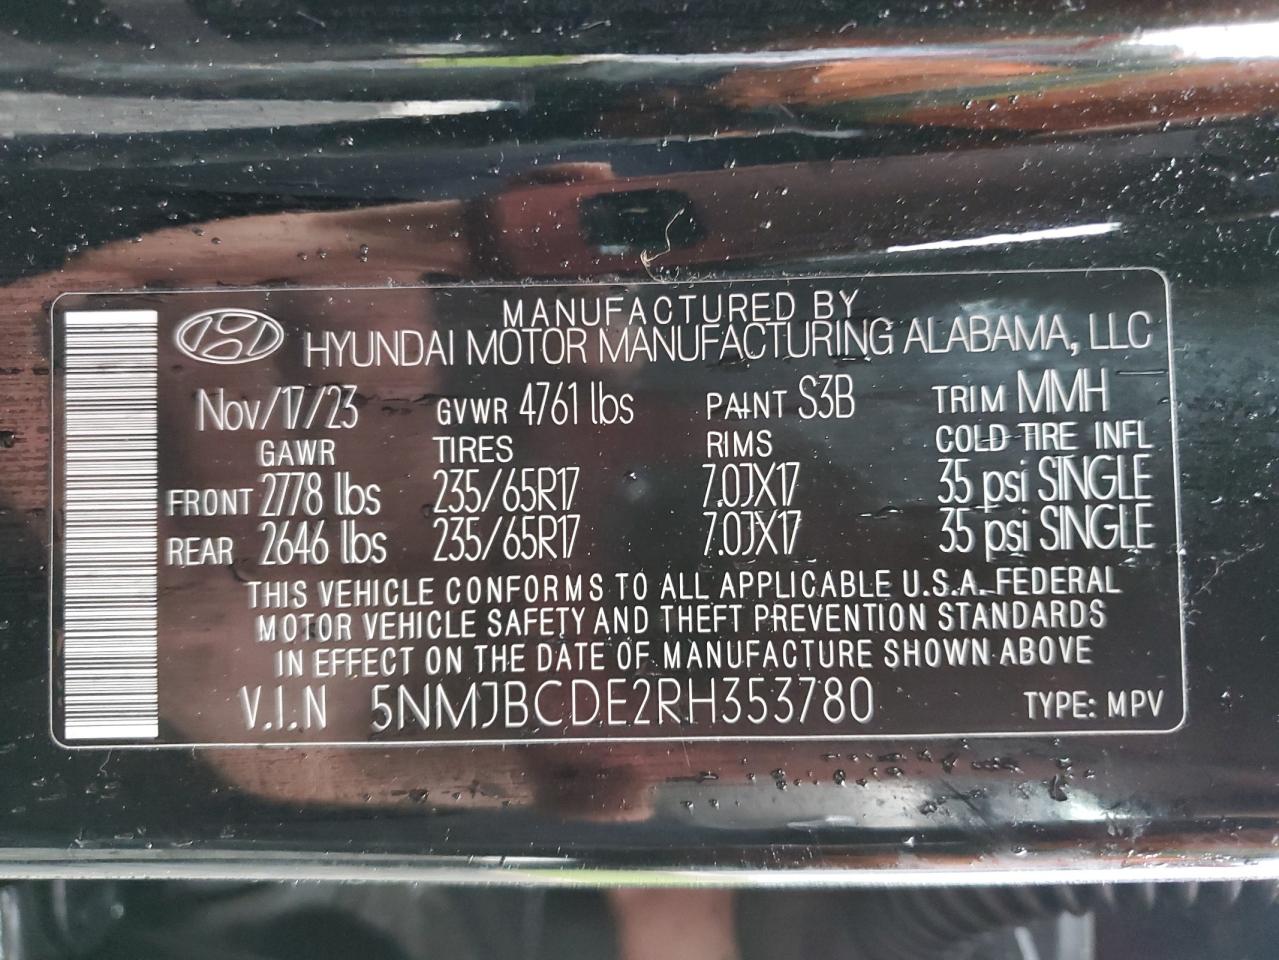 MANUFACTURED BY
HYUNDAI MOTOR MANUFACTURING ALABAMA, LLC
Nov/17/23 GVWR 4761 lbs PAINT S3B TRIM MMH
GAWR TIRES RIMS COLD TIRE INFL
FRONT 2778 lbs 235/65R17 7.0JX17 35 psi SINGLE
REAR 2646 lbs 235/65R17 7.0JX17 35 psi SINGLE
THIS VEHICLE CONFORMS TO ALL APPLICABLE U.S.A. FEDERAL
MOTOR VEHICLE SAFETY AND THEFT PREVENTION STANDARDS
IN EFFECT ON THE DATE OF MANUFACTURE SHOWN ABOVE
V.I.N 5NMJBCDE2RH353780 TYPE: MPV